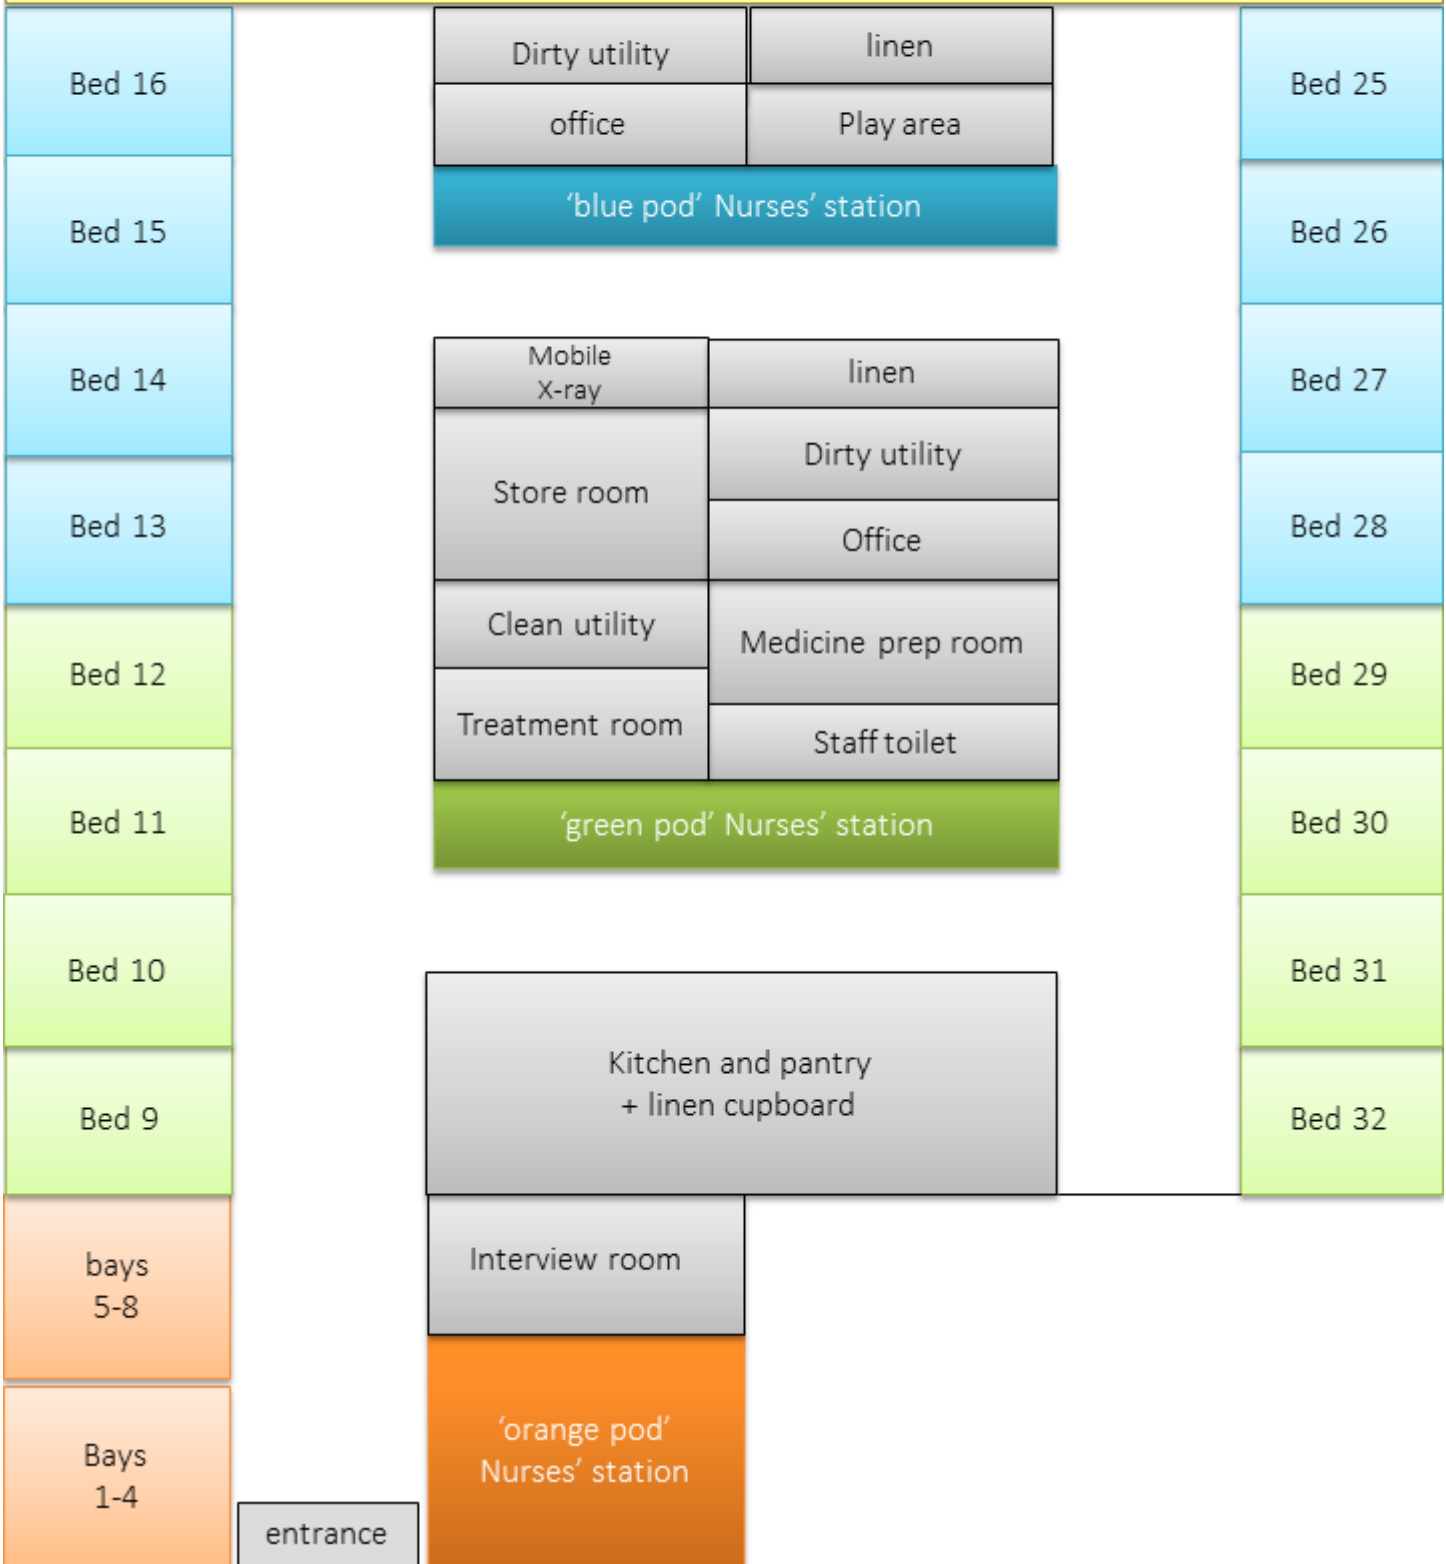 Bed 16
Dirty utility
linen
Bed 25
office
Play area
Bed 15
‘blue pod’ Nurses’ station
Bed 26
Bed 14
Mobile
X-ray
linen
Bed 27
Dirty utility
Store room
Bed 13
Office
Bed 28
Clean utility
Medicine prep room
Bed 12
Bed 29
Treatment room
Staff toilet
Bed 11
‘green pod’ Nurses’ station
Bed 30
Bed 10
Bed 31
Kitchen and pantry
+ linen cupboard
Bed 9
Bed 32
bays
5-8
Interview room
‘orange pod’
Nurses’ station
Bays
1-4
entrance